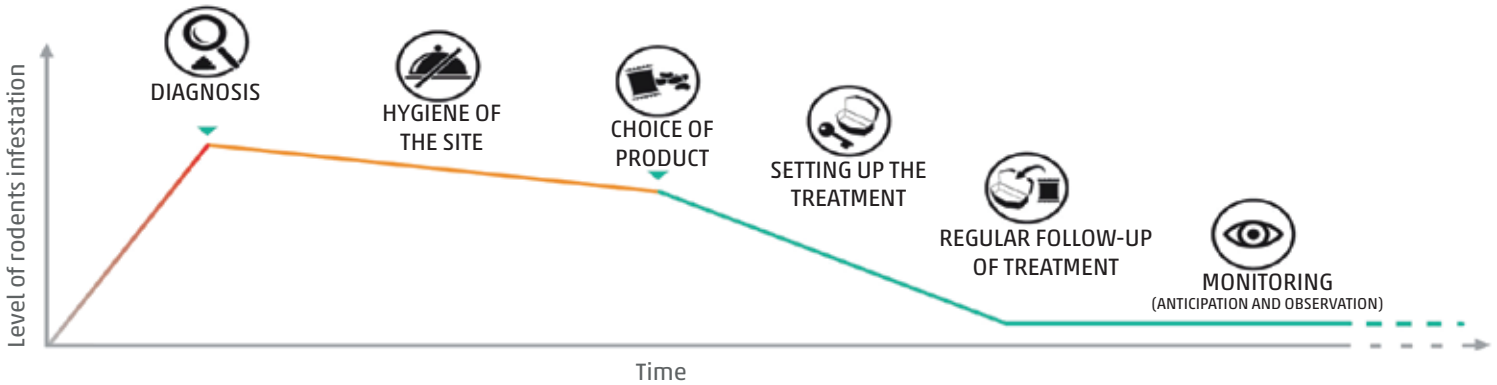 Level of rodents infestation
DIAGNOSIS
HYGIENE OF
THE SITE
CHOICE OF
PRODUCT
SETTING UP THE
TREATMENT
REGULAR FOLLOW-UP
OF TREATMENT
MONITORING
(ANTICIPATION AND OBSERVATION)
Time